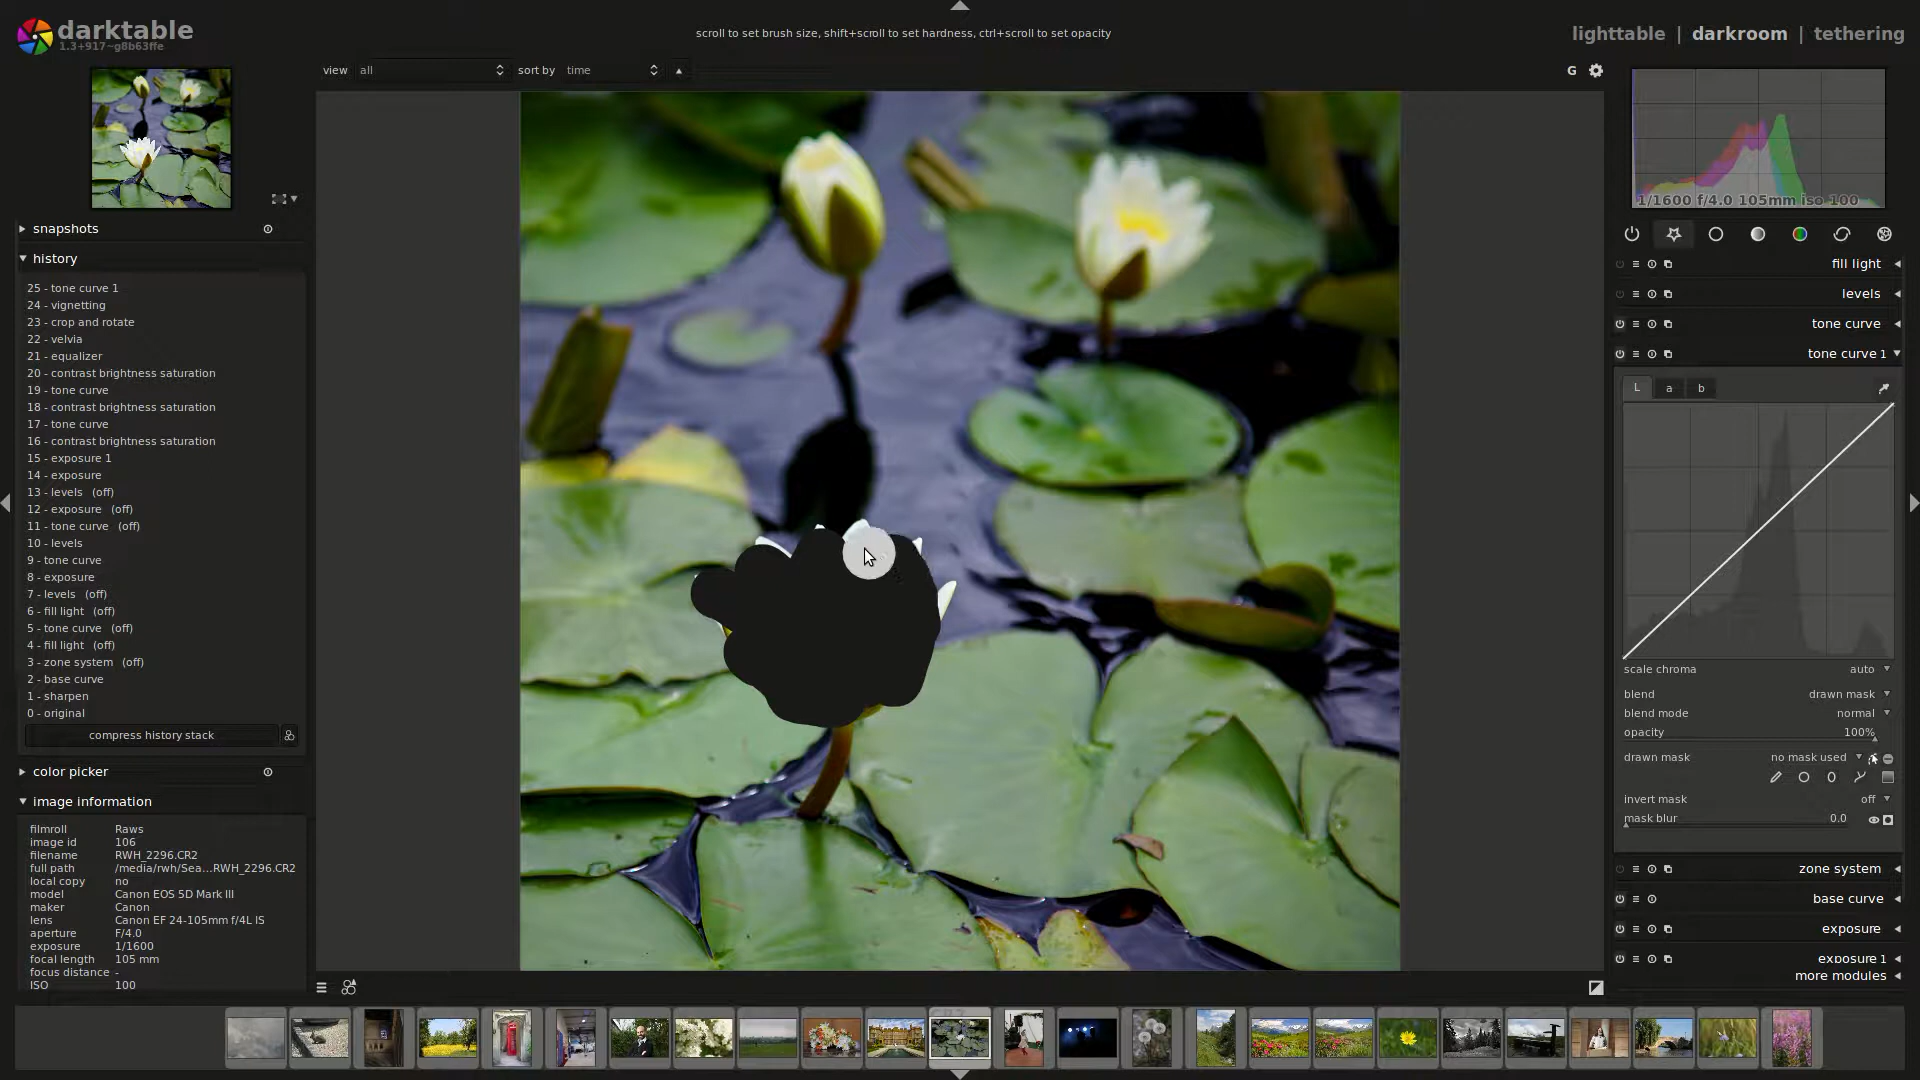 darktable
1.3+917~g8b63ffe
scroll to set brush size, shift+scroll to set hardness, ctrl+scroll to set opacity
lighttable | darkroom | tethering
view all sort by time
G
1/1600 f/4.0 105mm iso 100
snapshots
history
25 - tone curve 1
24 - vignetting
23 - crop and rotate
22 - velvia
21 - equalizer
20 - contrast brightness saturation
19 - tone curve
18 - contrast brightness saturation
17 - tone curve
16 - contrast brightness saturation
15 - exposure 1
14 - exposure
13 - levels (off)
12 - exposure (off)
11 - tone curve (off)
10 - levels
9 - tone curve
8 - exposure
7 - levels (off)
6 - fill light (off)
5 - tone curve (off)
4 - fill light (off)
3 - zone system (off)
2 - base curve
1 - sharpen
0 - original
compress history stack
color picker
image information
filmroll Raws
image id 106
filename RWH_2296.CR2
full path /media/rwh/Sea...RWH_2296.CR2
local copy no
model Canon EOS 5D Mark III
maker Canon
lens Canon EF 24-105mm f/4L IS
aperture F/4.0
exposure 1/1600
focal length 105 mm
focus distance -
ISO 100
fill light
levels
tone curve
tone curve 1
L a b
scale chroma auto
blend drawn mask
blend mode normal
opacity 100%
drawn mask no mask used
invert mask off
mask blur 0.0
zone system
base curve
exposure
exposure 1
more modules